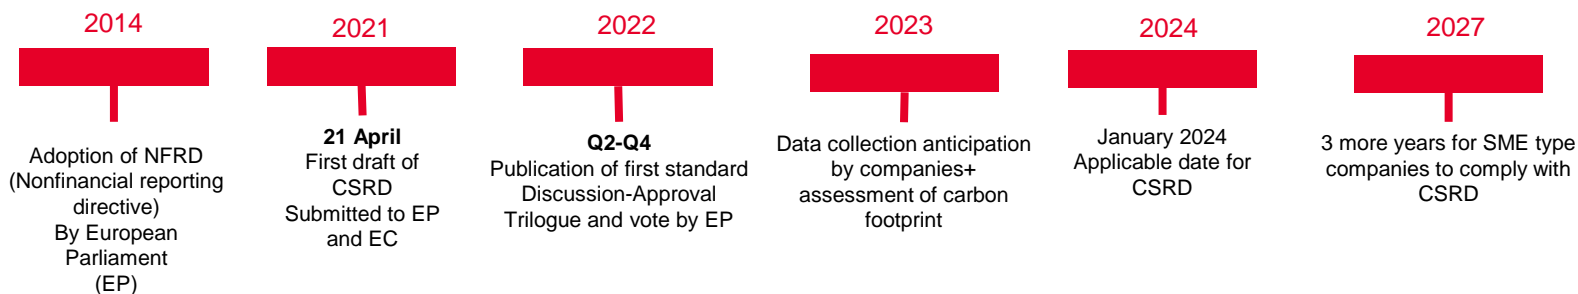 2014
Adoption of NFRD
(Nonfinancial reporting
directive)
By European
Parliament
(EP)
2021
21 April
First draft of
CSRD
Submitted to EP
and EC
2022
Q2-Q4
Publication of first standard
Discussion-Approval
Trilogue and vote by EP
2023
Data collection anticipation
by companies+
assessment of carbon
footprint
2024
January 2024
Applicable date for
CSRD
2027
3 more years for SME type
companies to comply with
CSRD